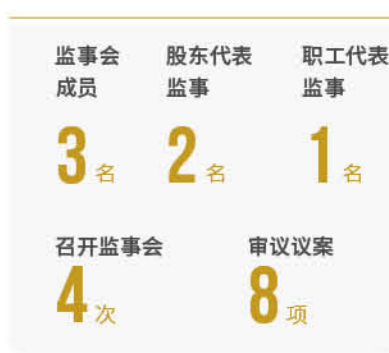 监事会 股东代表 职工代表
成员 监事 监事
3名 2名 1名
召开监事会 审议议案
4次 8项